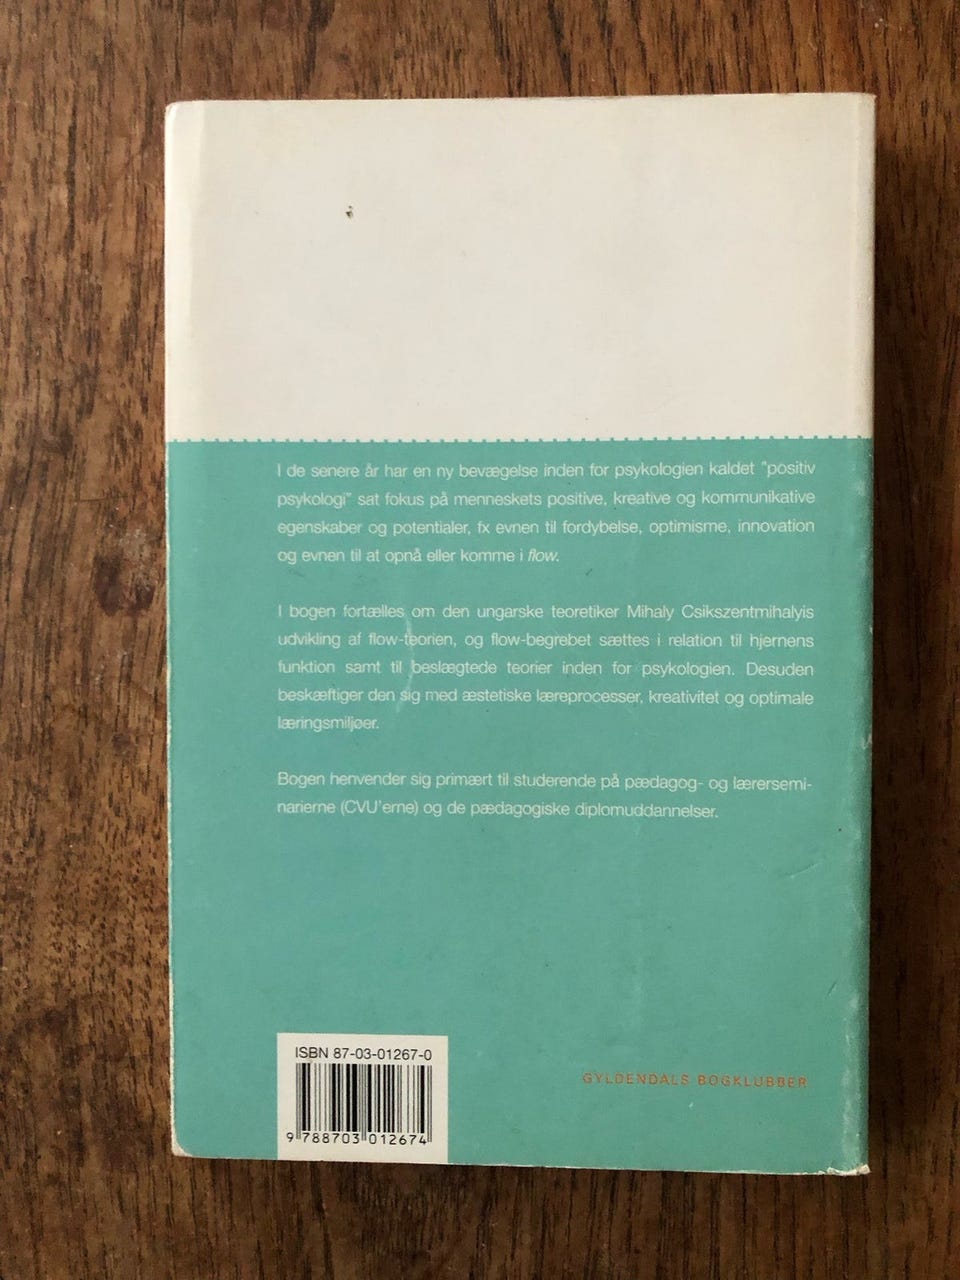 I de senere år har en ny bevægelse inden for psykologien kaldet "positiv
psykologi" sat fokus på menneskets positive, kreative og kommunikative
egenskaber og potentialer, fx evnen til fordybelse, optimisme, innovation
og evnen til at opnå eller komme i flow.
I bogen fortælles om den ungarske teoretiker Mihaly Csikszentmihalyis
udvikling af flow-teorien, og flow-begrebet sættes i relation til hjernens
funktion samt til beslægtede teorier inden for psykologien. Desuden
beskæftiger den sig med æstetiske læreprocesser, kreativitet og optimale
læringsmiljøer.
Bogen henvender sig primært til studerende på pædagog- og lærersemi-
narierne (CVU'erne) og de pædagogiske diplomuddannelser.
ISBN 87-03-01267-0
9 788703 012674
GYLDENDALS BOGKLUBBER